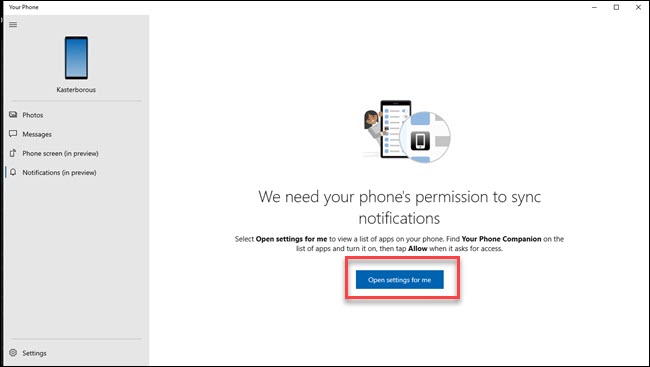 Your Phone
Kasterborous
Photos
Messages
Phone screen (in preview)
Notifications (in preview)
Settings
We need your phone's permission to sync
notifications
Select Open settings for me to view a list of apps on your phone. Find Your Phone Companion on the
list of apps and turn it on, then tap Allow when it asks for access.
Open settings for me